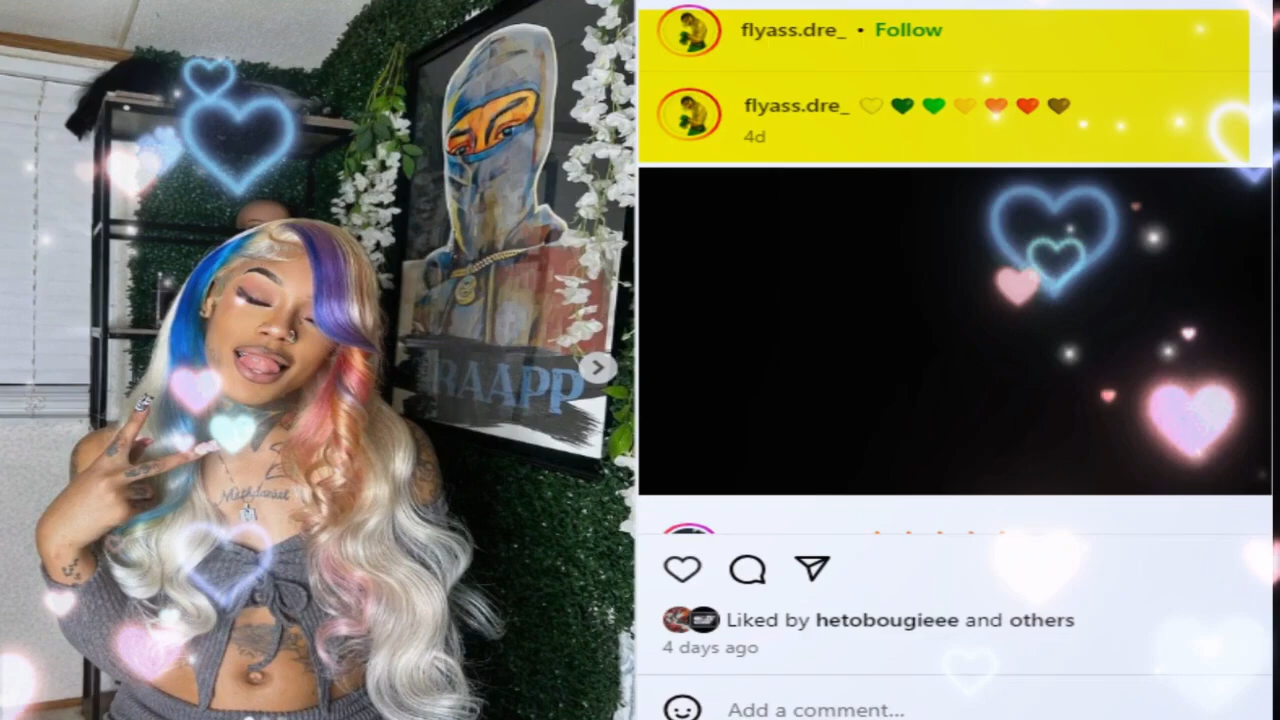 RAAPP
flyass.dre_ • Follow
flyass.dre_
4d
Liked by hetobougieee and others
4 days ago
Add a comment...